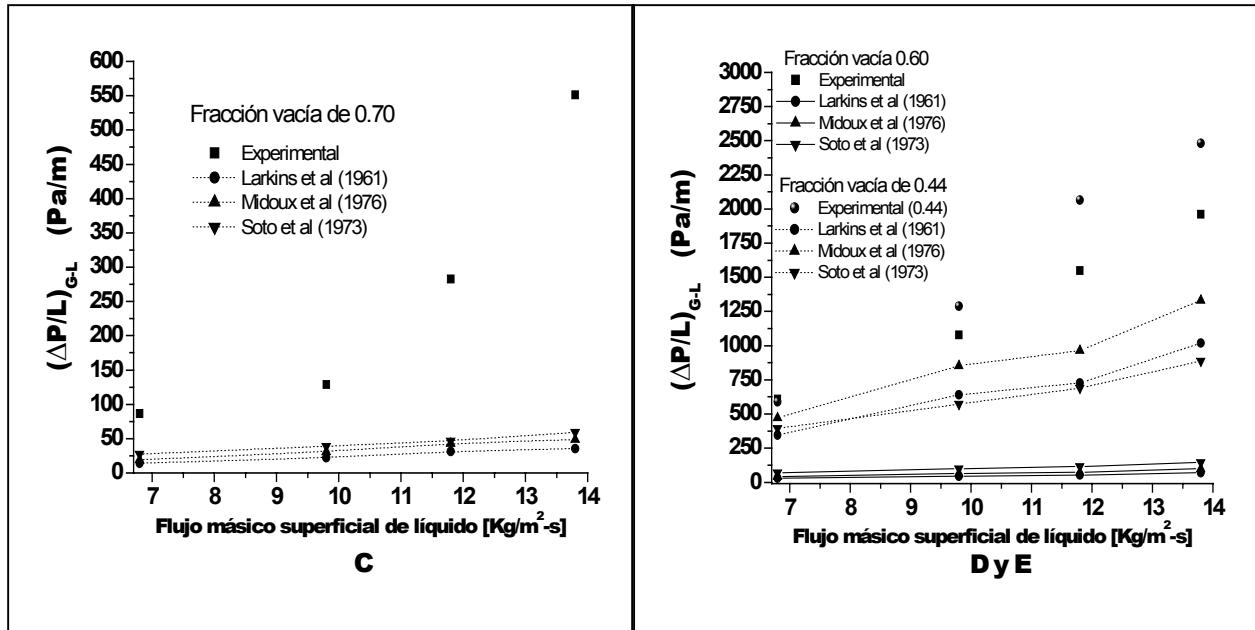 600
550
500
450
400
350
300
250
200
150
100
50
0
(ΔP/L)G-L (Pa/m)
Fracción vacía de 0.70
Experimental
Larkins et al (1961)
Midoux et al (1976)
Soto et al (1973)
7 8 9 10 11 12 13 14
Flujo másico superficial de líquido [Kg/m²-s]
C
3000
2750
2500
2250
2000
1750
1500
1250
1000
750
500
250
0
(ΔP/L)G-L (Pa/m)
Fracción vacía 0.60
Experimental
Larkins et al (1961)
Midoux et al (1976)
Soto et al (1973)
Fracción vacía de 0.44
Experimental (0.44)
Larkins et al (1961)
Midoux et al (1976)
Soto et al (1973)
7 8 9 10 11 12 13 14
Flujo másico superficial de líquido [Kg/m²-s]
D y E